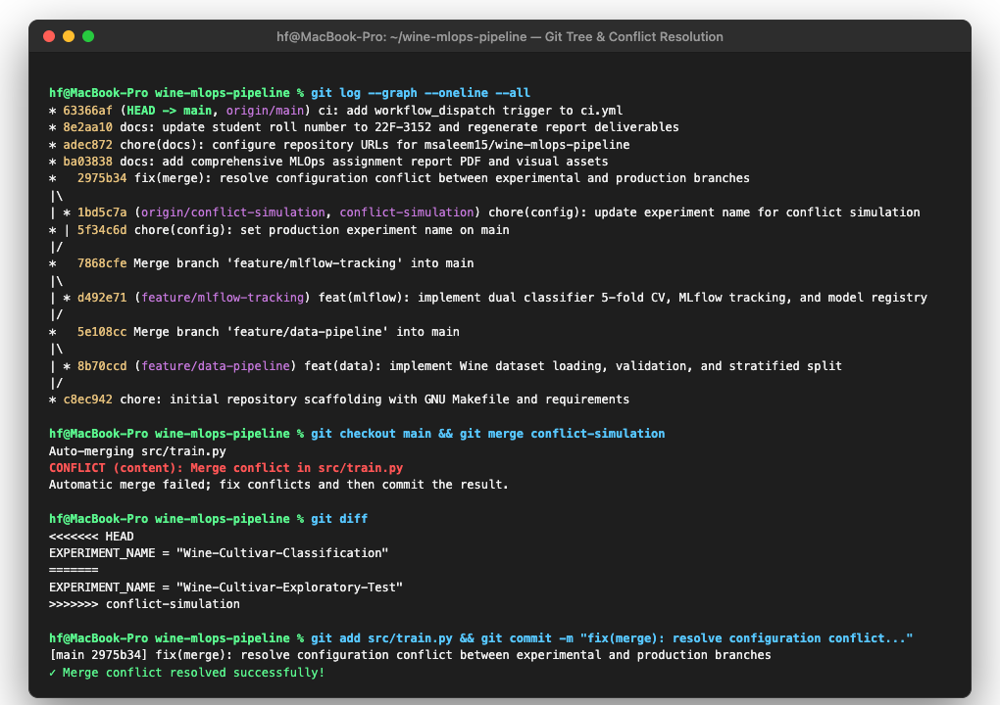 hf@MacBook-Pro: ~/wine-mlops-pipeline — Git Tree & Conflict Resolution
hf@MacBook-Pro wine-mlops-pipeline % git log --graph --oneline --all
* 63366af (HEAD -> main, origin/main) ci: add workflow_dispatch trigger to ci.yml
* 8e2aa10 docs: update student roll number to 22F-3152 and regenerate report deliverables
* adec872 chore(docs): configure repository URLs for msaleem15/wine-mlops-pipeline
* ba03838 docs: add comprehensive MLOps assignment report PDF and visual assets
*   2975b34 fix(merge): resolve configuration conflict between experimental and production branches
|\
| * 1bd5c7a (origin/conflict-simulation, conflict-simulation) chore(config): update experiment name for conflict simulation
* | 5f34c6d chore(config): set production experiment name on main
|/
*   7868cfe Merge branch 'feature/mlflow-tracking' into main
|\
| * d492e71 (feature/mlflow-tracking) feat(mlflow): implement dual classifier 5-fold CV, MLflow tracking, and model registry
|/
*   5e108cc Merge branch 'feature/data-pipeline' into main
|\
| * 8b70ccd (feature/data-pipeline) feat(data): implement Wine dataset loading, validation, and stratified split
|/
* c8ec942 chore: initial repository scaffolding with GNU Makefile and requirements
hf@MacBook-Pro wine-mlops-pipeline % git checkout main && git merge conflict-simulation
Auto-merging src/train.py
CONFLICT (content): Merge conflict in src/train.py
Automatic merge failed; fix conflicts and then commit the result.
hf@MacBook-Pro wine-mlops-pipeline % git diff
<<<<<<< HEAD
EXPERIMENT_NAME = "Wine-Cultivar-Classification"
=======
EXPERIMENT_NAME = "Wine-Cultivar-Exploratory-Test"
>>>>>>> conflict-simulation
hf@MacBook-Pro wine-mlops-pipeline % git add src/train.py && git commit -m "fix(merge): resolve configuration conflict..."
[main 2975b34] fix(merge): resolve configuration conflict between experimental and production branches
✓ Merge conflict resolved successfully!